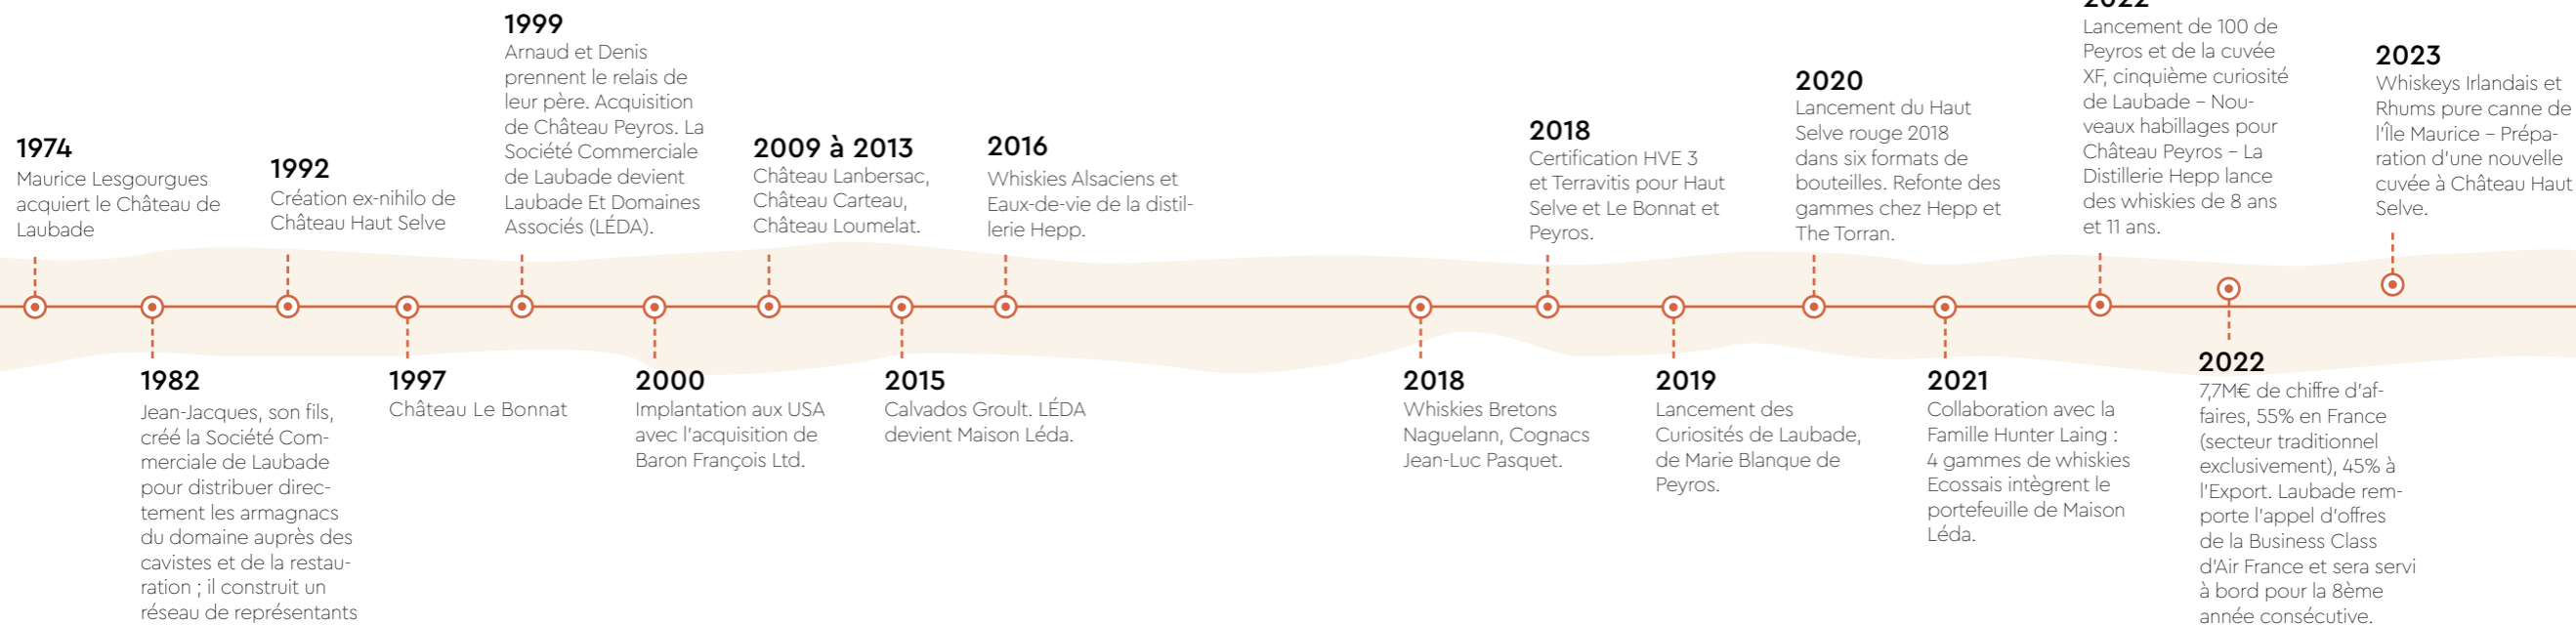 1974
Maurice Lesgourgues
acquiert le Château de
Laubade
1982
Jean-Jacques, son fils,
créé la Société Com-
merciale de Laubade
pour distribuer direc-
tement les armagnacs
du domaine auprès des
cavistes et de la restau-
ration ; il construit un
réseau de représentants
1992
Création ex-nihilo de
Château Haut Selve
1997
Château Le Bonnat
1999
Arnaud et Denis
prennent le relais de
leur père. Acquisition
de Château Peyros. La
Société Commerciale
de Laubade devient
Laubade Et Domaines
Associés (LÉDA).
2000
Implantation aux USA
avec l'acquisition de
Baron François Ltd.
2009 à 2013
Château Lanbersac,
Château Carteau,
Château Loumelat.
2015
Calvados Groult. LÉDA
devient Maison Léda.
2016
Whiskies Alsaciens et
Eaux-de-vie de la distil-
lerie Hepp.
2018
Whiskies Bretons
Naguelann, Cognacs
Jean-Luc Pasquet.
2018
Certification HVE 3
et Terravitis pour Haut
Selve et Le Bonnat et
Peyros.
2019
Lancement des
Curiosités de Laubade,
de Marie Blanque de
Peyros.
2020
Lancement du Haut
Selve rouge 2018
dans six formats de
bouteilles. Refonte des
gammes chez Hepp et
The Torran.
2021
Collaboration avec la
Famille Hunter Laing :
4 gammes de whiskies
Ecossais intègrent le
portefeuille de Maison
Léda.
2022
Lancement de 100 de
Peyros et de la cuvée
XF, cinquième curiosité
de Laubade – Nou-
veaux habillages pour
Château Peyros – La
Distillerie Hepp lance
des whiskies de 8 ans
et 11 ans.
2022
7,7M€ de chiffre d'af-
faires, 55% en France
(secteur traditionnel
exclusivement), 45% à
l'Export. Laubade rem-
porte l'appel d'offres
de la Business Class
d'Air France et sera servi
à bord pour la 8ème
année consécutive.
2023
Whiskeys Irlandais et
Rhums pure canne de
l'Île Maurice – Prépa-
ration d'une nouvelle
cuvée à Château Haut
Selve.